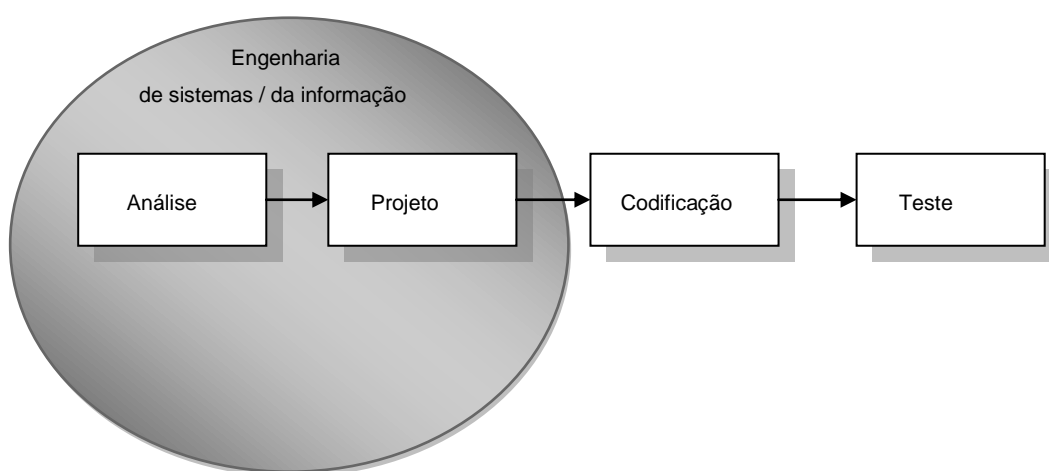 Engenharia
de sistemas / da informação
Análise
Projeto
Codificação
Teste